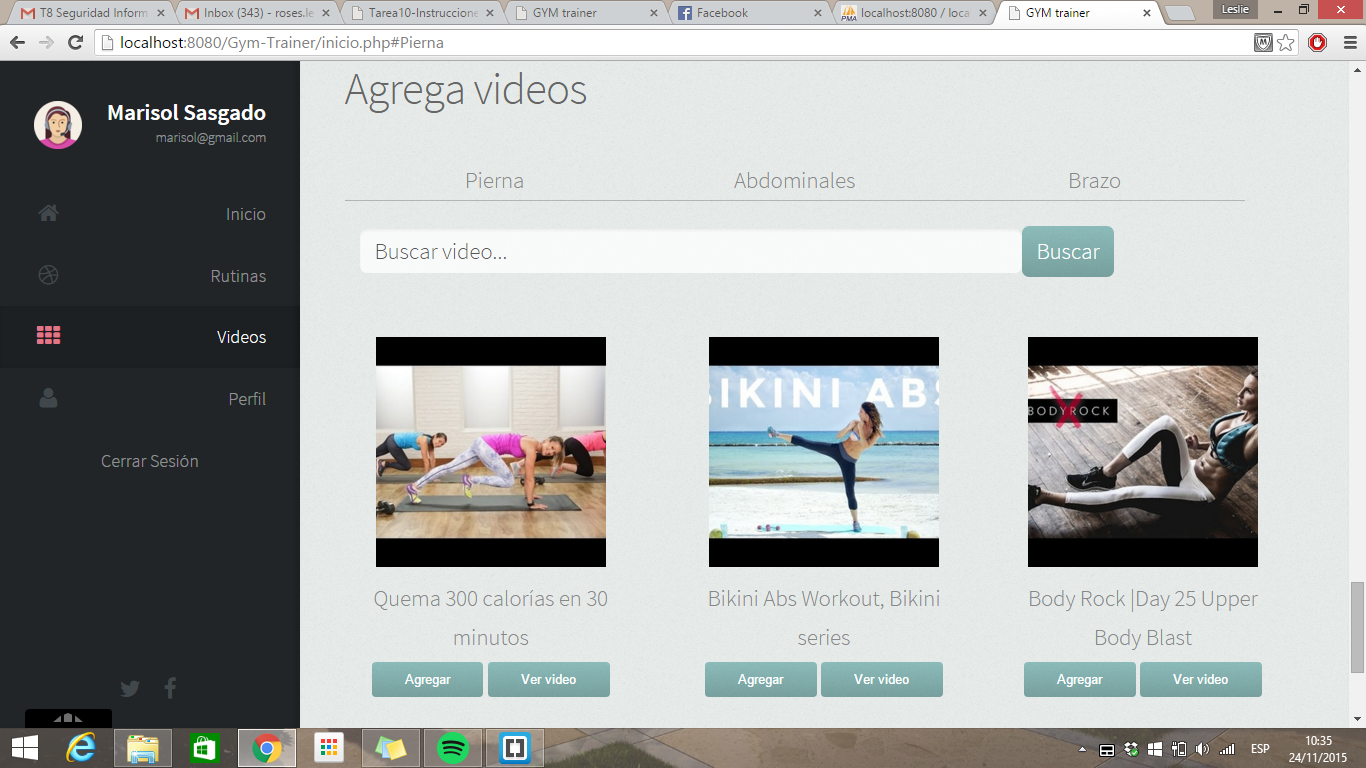 T8 Seguridad Inform
Inbox (343) - roses.le
Tarea10-Instruccione
GYM trainer
Facebook
localhost:8080 / loca
GYM trainer
Leslie
localhost:8080/Gym-Trainer/inicio.php#Pierna
Marisol Sasgado
marisol@gmail.com
Inicio
Rutinas
Videos
Perfil
Cerrar Sesión
Agrega videos
Pierna
Abdominales
Brazo
Buscar video...
Buscar
BIKINI ABS
BODYROCK
Quema 300 calorías en 30
minutos
Bikini Abs Workout, Bikini
series
Body Rock |Day 25 Upper
Body Blast
Agregar
Ver video
Agregar
Ver video
Agregar
Ver video
ESP
10:35
24/11/2015